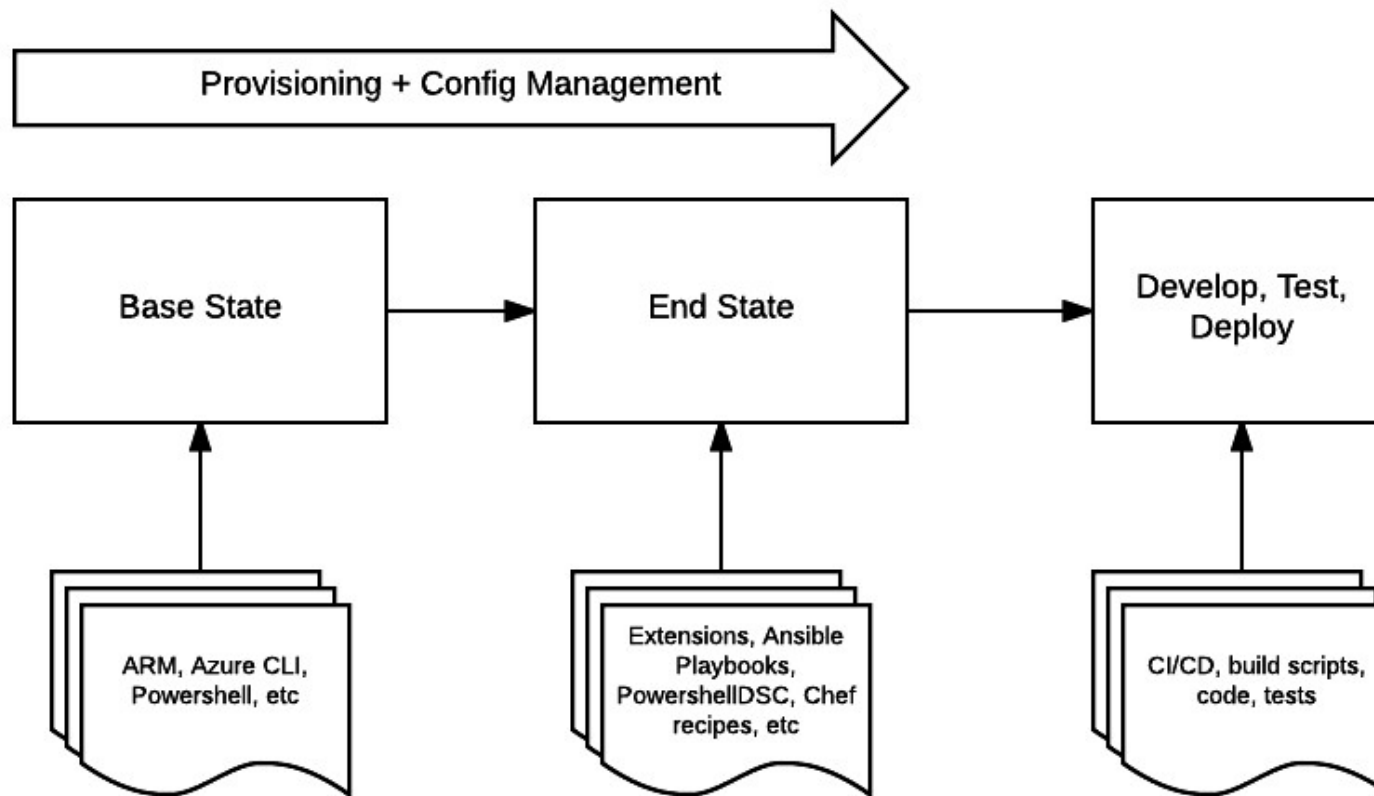 Provisioning + Config Management
Base State
End State
Develop, Test,
Deploy
ARM, Azure CLI,
Powershell, etc
Extensions, Ansible
Playbooks,
PowershellDSC, Chef
recipes, etc
CI/CD, build scripts,
code, tests